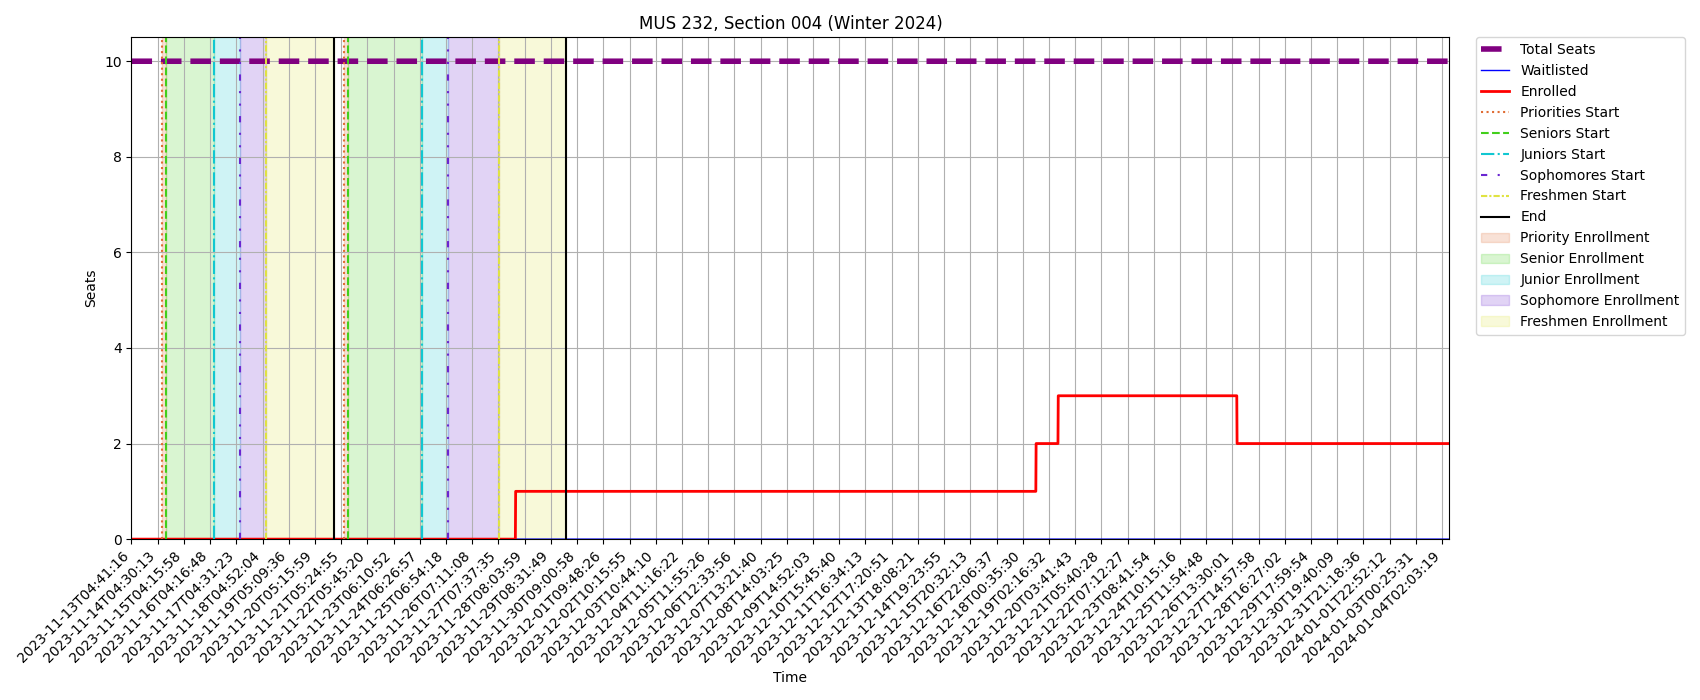 MUS 232, Section 004 (Winter 2024)
Seats
10
8
6
4
2
0
2023-11-13T04:41:16
2023-11-14T04:30:13
2023-11-15T04:15:58
2023-11-16T04:16:48
2023-11-17T04:31:23
2023-11-18T04:52:04
2023-11-19T05:09:36
2023-11-20T05:15:59
2023-11-21T05:24:55
2023-11-22T05:45:20
2023-11-23T06:10:52
2023-11-24T06:26:57
2023-11-25T06:54:18
2023-11-26T07:11:08
2023-11-27T07:37:35
2023-11-28T08:03:59
2023-11-29T08:31:49
2023-11-30T09:00:58
2023-12-01T09:48:26
2023-12-02T10:15:55
2023-12-03T10:44:10
2023-12-04T11:16:22
2023-12-05T11:55:26
2023-12-06T12:33:56
2023-12-07T13:21:40
2023-12-08T14:03:25
2023-12-09T14:52:03
2023-12-10T15:45:40
2023-12-11T16:34:13
2023-12-12T17:20:51
2023-12-13T18:08:21
2023-12-14T19:23:55
2023-12-15T20:32:13
2023-12-16T22:06:37
2023-12-18T00:35:30
2023-12-19T02:16:32
2023-12-20T03:41:43
2023-12-21T05:40:28
2023-12-22T07:12:27
2023-12-23T08:41:54
2023-12-24T10:15:16
2023-12-25T11:54:48
2023-12-26T13:30:01
2023-12-27T14:57:58
2023-12-28T16:27:02
2023-12-29T17:59:54
2023-12-30T19:40:09
2023-12-31T21:18:36
2024-01-01T22:52:12
2024-01-03T00:25:31
2024-01-04T02:03:19
Time
Total Seats
Waitlisted
Enrolled
Priorities Start
Seniors Start
Juniors Start
Sophomores Start
Freshmen Start
End
Priority Enrollment
Senior Enrollment
Junior Enrollment
Sophomore Enrollment
Freshmen Enrollment